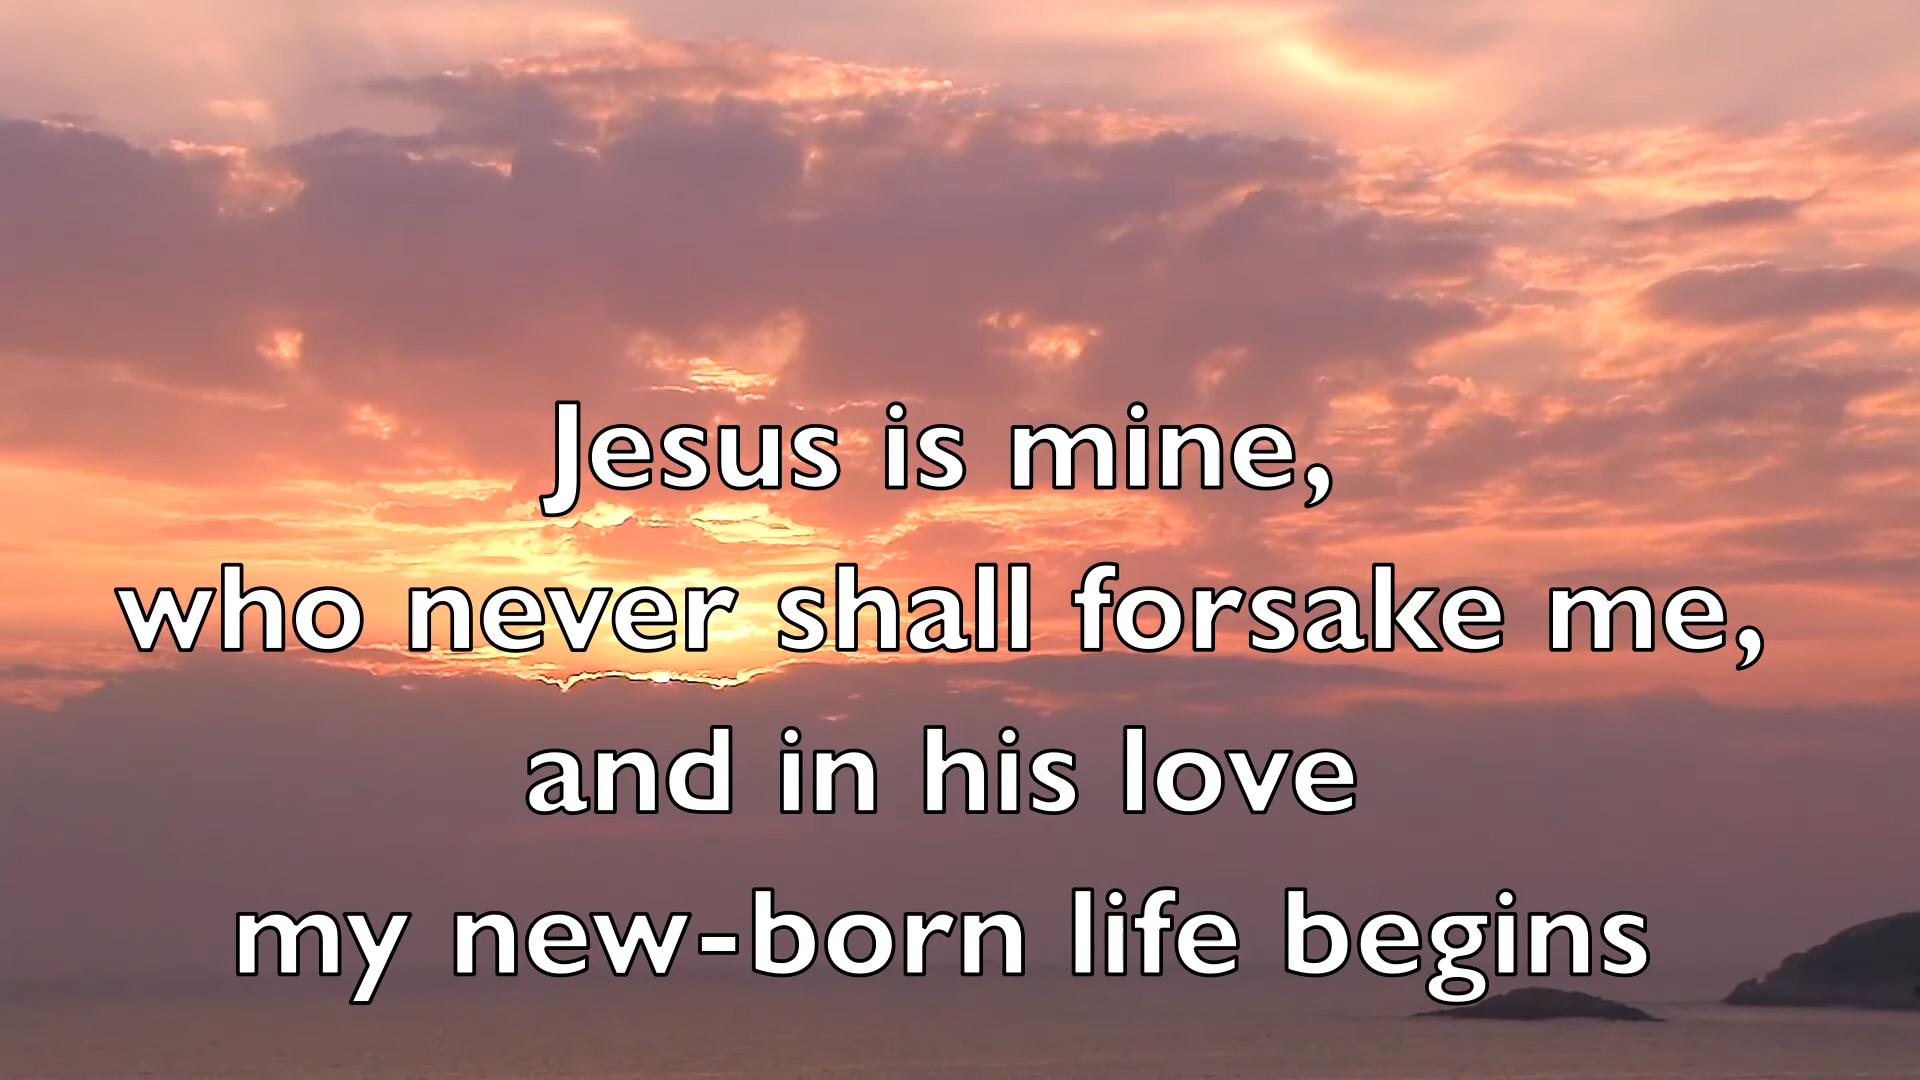 Jesus is mine,
who never shall forsake me,
and in his love
my new-born life begins